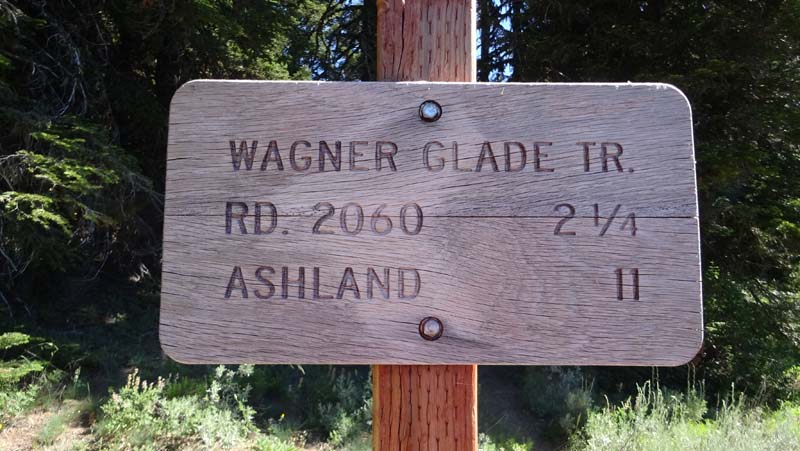 WAGNER GLADE TR.
RD. 2060 2 1/4
ASHLAND 11